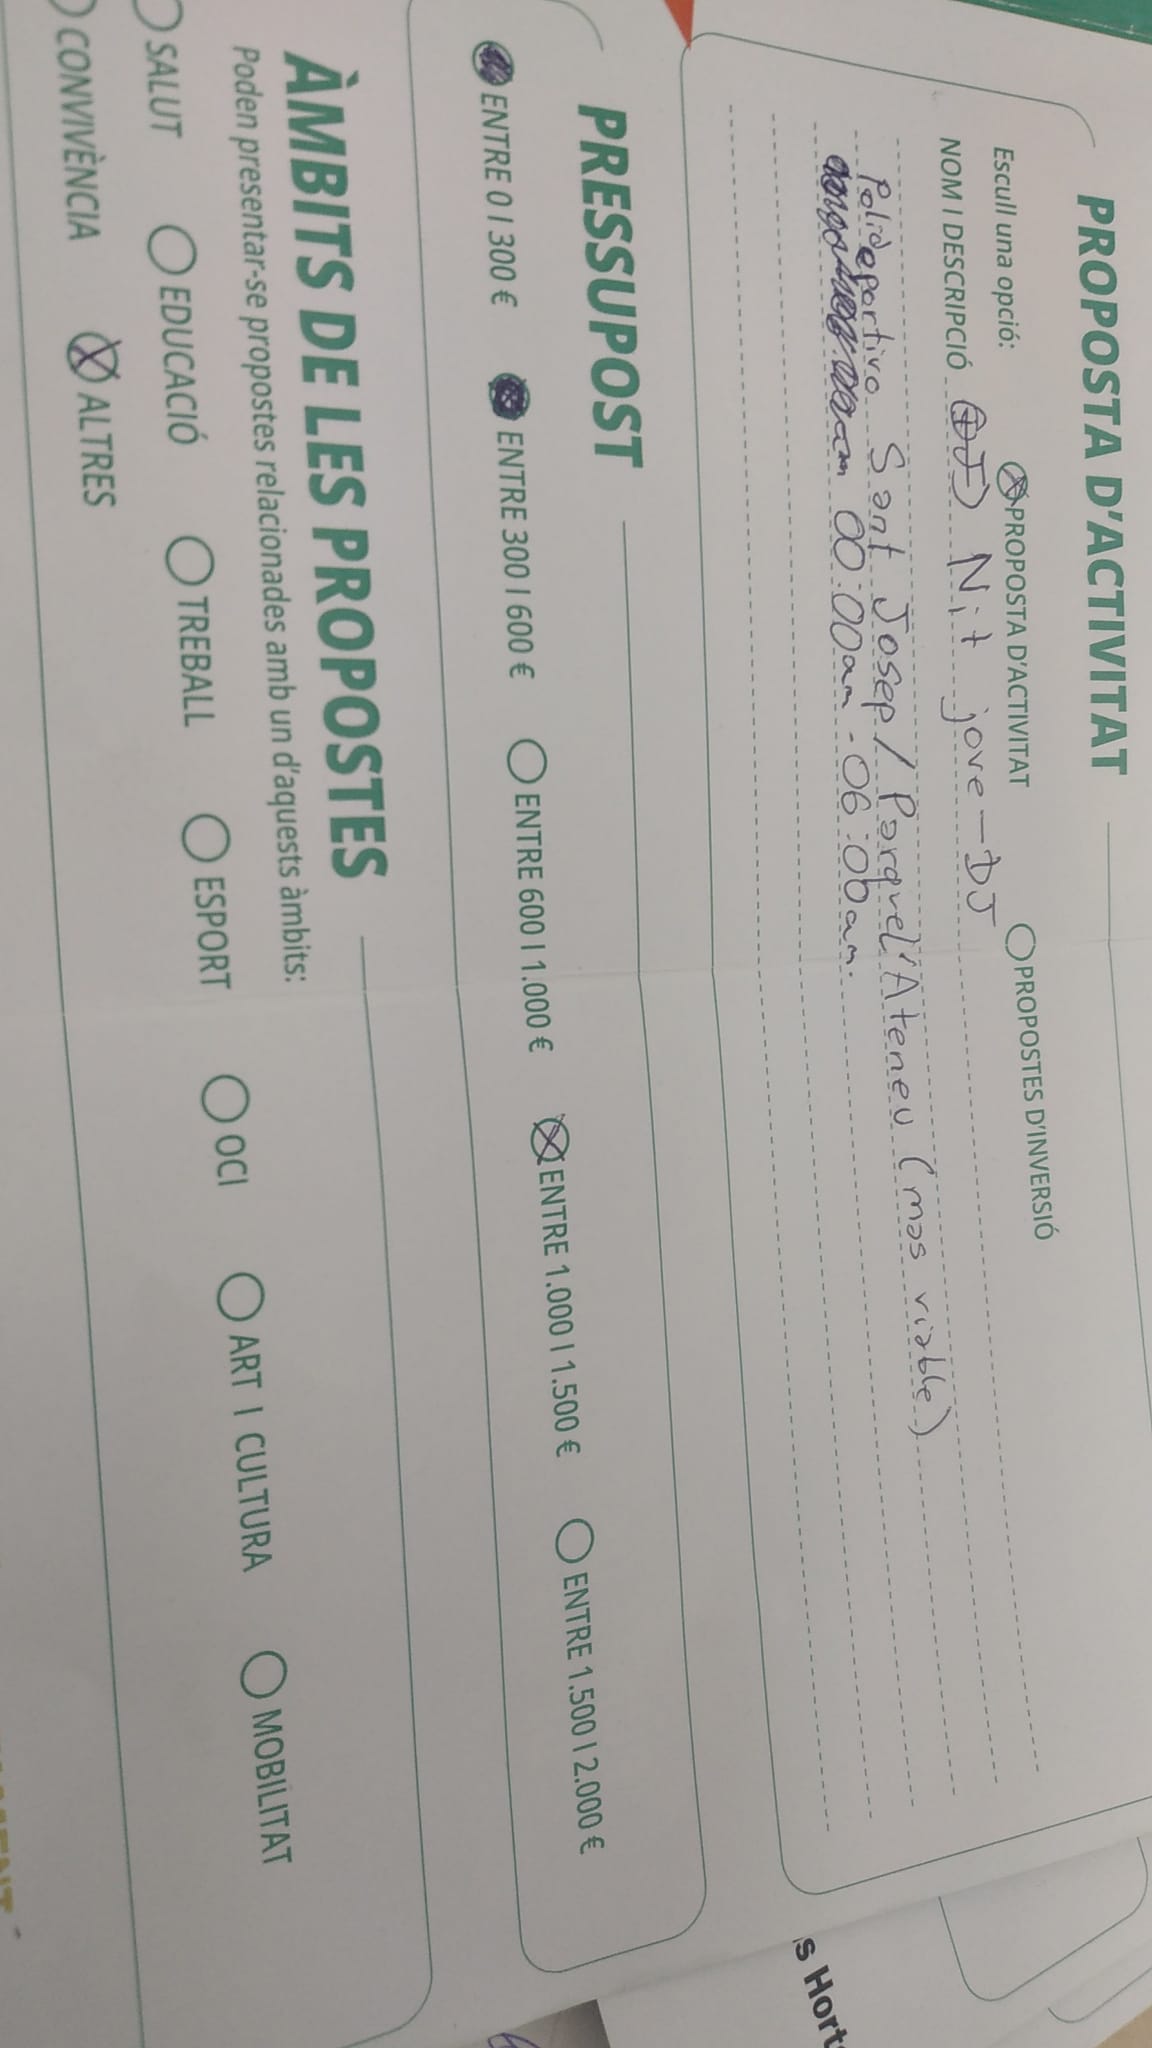 PROPOSTA D'ACTIVITAT
Escull una opció: PROPOSTA D'ACTIVITAT PROPOSTES D'INVERSIÓ
NOM I DESCRIPCIÓ Nit jove - DJ
Polideportivo Sant Josep / Parque l'Ateneu (mas viable)
00:00am - 06:00am.
PRESSUPOST
ENTRE 0 I 300 € ENTRE 300 I 600 € ENTRE 600 I 1.000 € ENTRE 1.000 I 1.500 € ENTRE 1.500 I 2.000 €
ÀMBITS DE LES PROPOSTES
Poden presentar-se propostes relacionades amb un d'aquests àmbits:
SALUT EDUCACIÓ TREBALL ESPORT OCI ART I CULTURA MOBILITAT
CONVIVÈNCIA ALTRES
s Hort